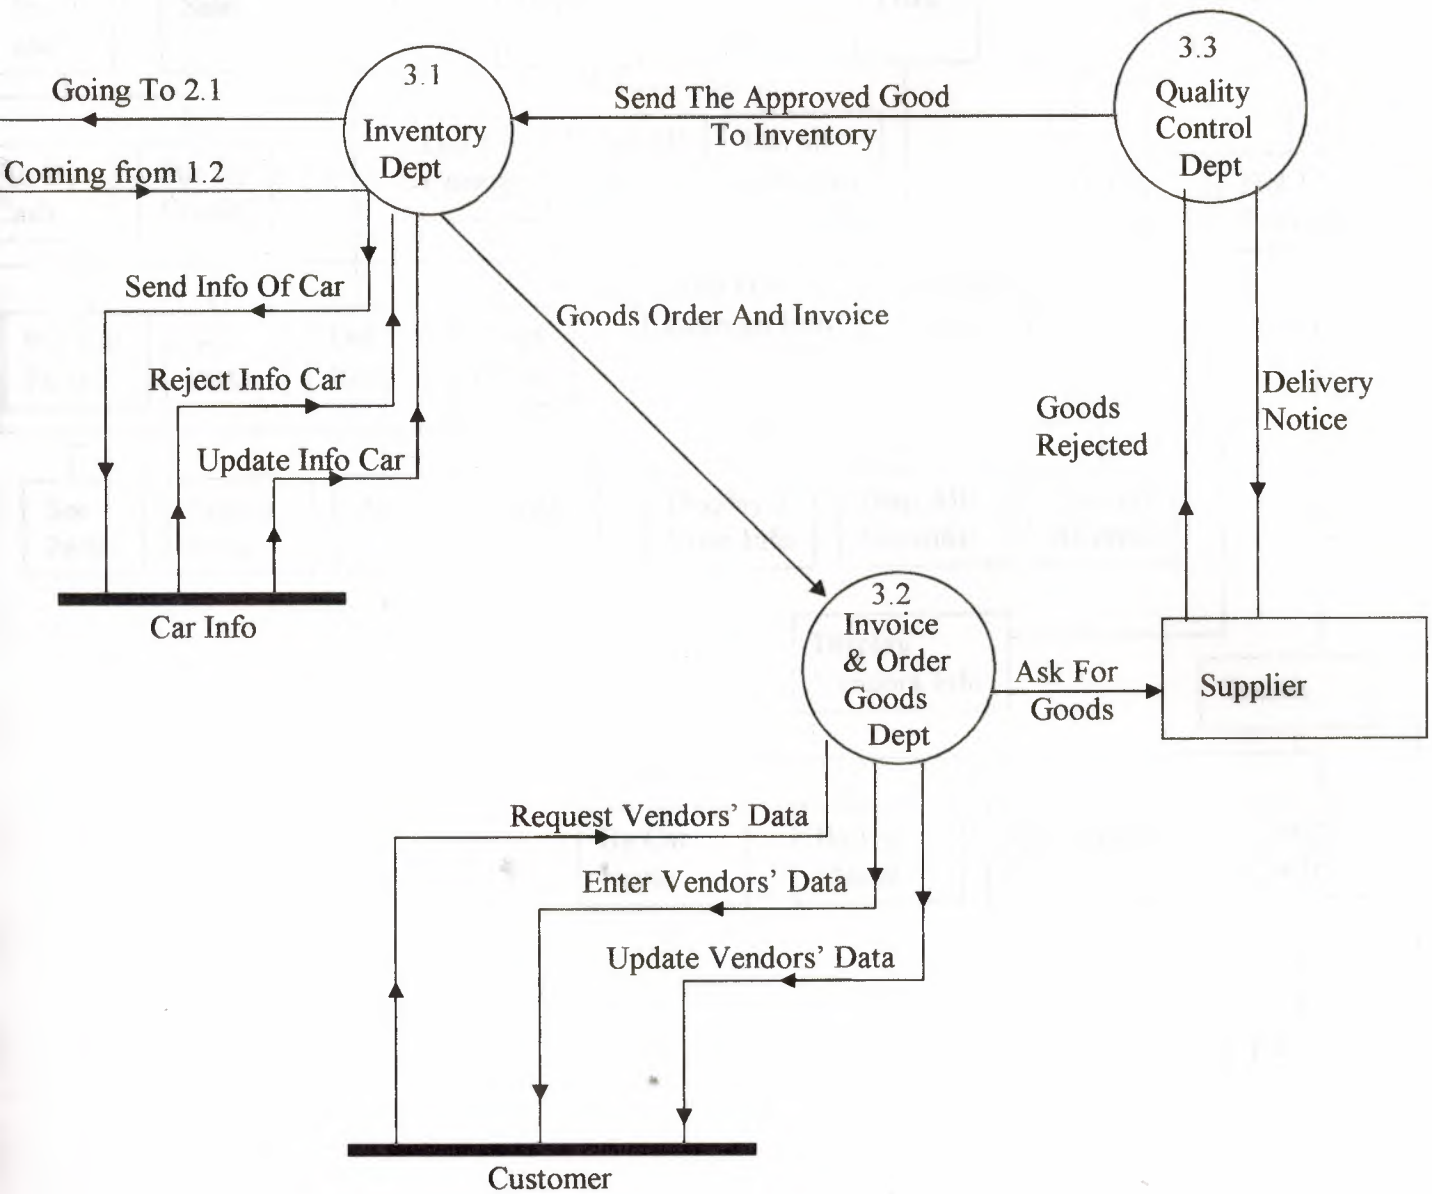 3.1
Inventory
Dept
3.3
Quality
Control
Dept
Going To 2.1
Send The Approved Good
To Inventory
Coming from 1.2
Send Info Of Car
Goods Order And Invoice
Reject Info Car
Update Info Car
Goods
Rejected
Delivery
Notice
Car Info
3.2
Invoice
& Order
Goods
Dept
Ask For
Goods
Supplier
Request Vendors' Data
Enter Vendors' Data
Update Vendors' Data
Customer